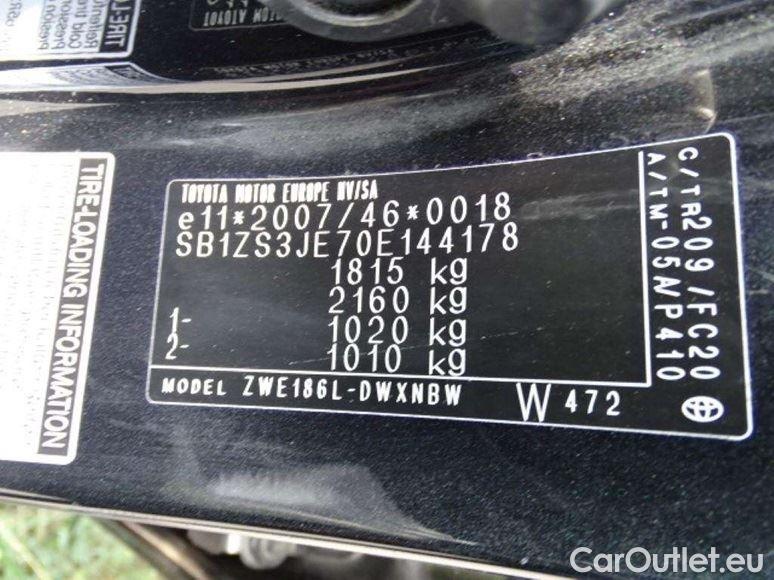 TOYOTA MOTOR EUROPE NV/SA
e11*2007/46*0018
SB1ZS3JE70E144178
1815 kg
2160 kg
1- 1020 kg
2- 1010 kg
MODEL ZWE186L-DWXNBW W 472
C/TR209/FC20
A/TM-05A/P410
TIRE-LOADING INFORMATION
CarOutlet.eu